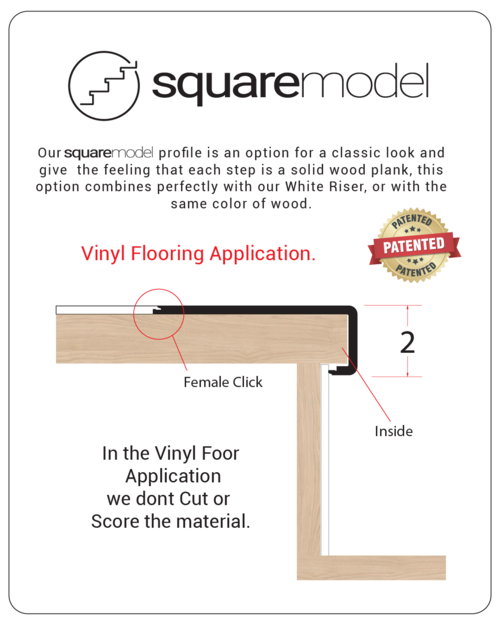 squaremodel
Our squaremodel profile is an option for a classic look and
give the feeling that each step is a solid wood plank, this
option combines perfectly with our White Riser, or with the
same color of wood.
PATENTED
PATENTED
PATENTED
Vinyl Flooring Application.
2
Female Click
Inside
In the Vinyl Foor
Application
we dont Cut or
Score the material.